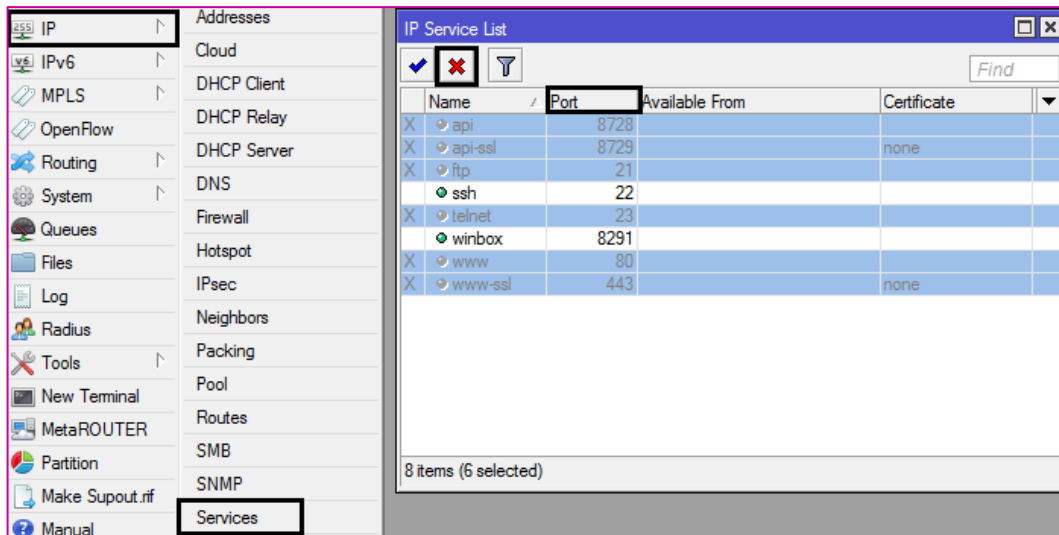 IP
IPv6
MPLS
OpenFlow
Routing
System
Queues
Files
Log
Radius
Tools
New Terminal
MetaROUTER
Partition
Make Supout.rif
Manual
Addresses
Cloud
DHCP Client
DHCP Relay
DHCP Server
DNS
Firewall
Hotspot
IPsec
Neighbors
Packing
Pool
Routes
SMB
SNMP
Services
IP Service List
Find
Name Port Available From Certificate
X api 8728
X api-ssl 8729 none
X ftp 21
ssh 22
X telnet 23
winbox 8291
X www 80
X www-ssl 443 none
8 items (6 selected)